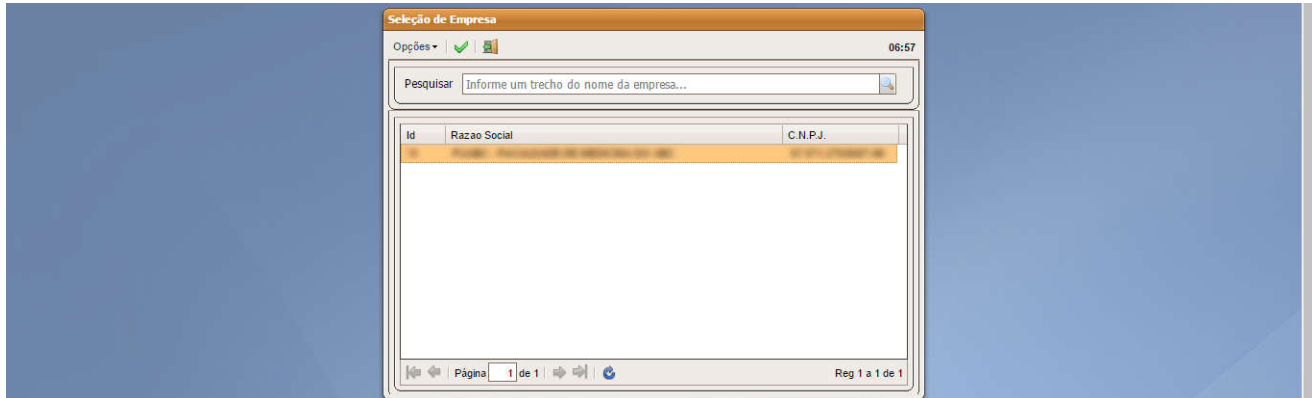 Seleção de Empresa
Opções 06:57
Pesquisar Informe um trecho do nome da empresa...
Id Razao Social C.N.P.J.
Página 1 de 1 Reg 1 a 1 de 1